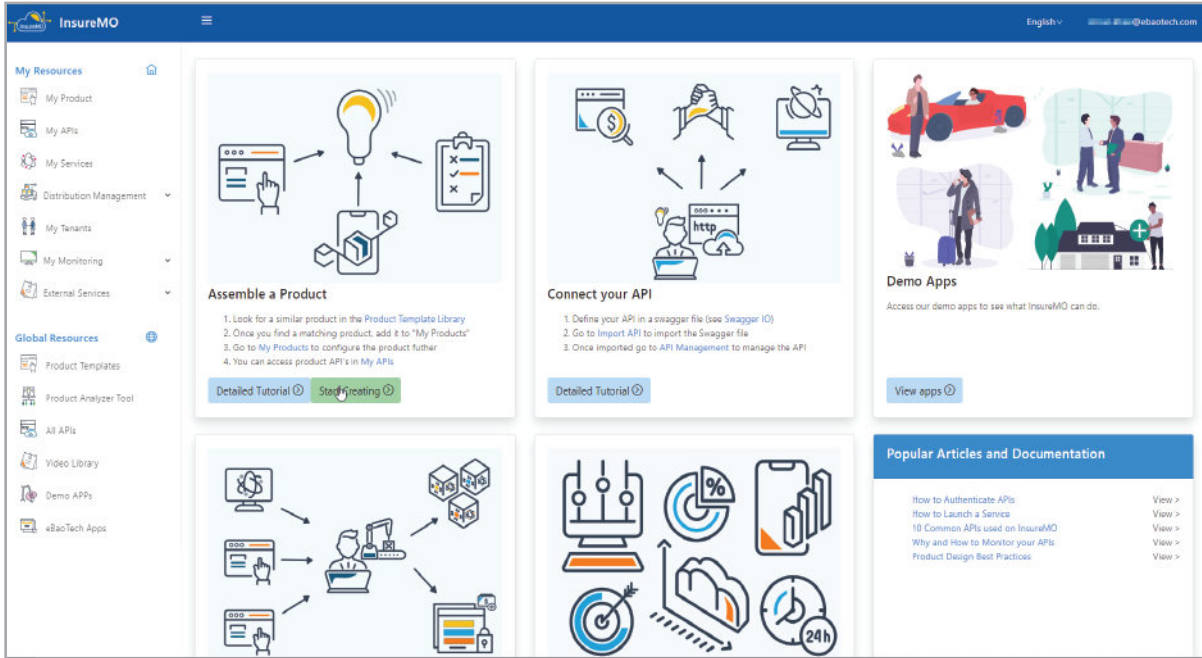 InsureMO
InsureMO
English
@ebaotech.com
My Resources
My Product
My APIs
My Services
Distribution Management
My Tenants
My Monitoring
External Services
Global Resources
Product Templates
Product Analyzer Tool
All APIs
Video Library
Demo APPs
eBaoTech Apps
http
Assemble a Product
1. Look for a similar product in the Product Template Library
2. Once you find a matching product, add it to "My Products"
3. Go to My Products to configure the product futher
4. You can access product API's in My APIs
Detailed Tutorial
Start Creating
Connect your API
1. Define your API in a swagger file (see Swagger IO)
2. Go to Import API to import the Swagger file
3. Once imported go to API Management to manage the API
Detailed Tutorial
Demo Apps
Access our demo apps to see what InsureMO can do.
View apps
%
24h
Popular Articles and Documentation
How to Authenticate APIs View >
How to Launch a Service View >
10 Common APIs used on InsureMO View >
Why and How to Monitor your APIs View >
Product Design Best Practices View >